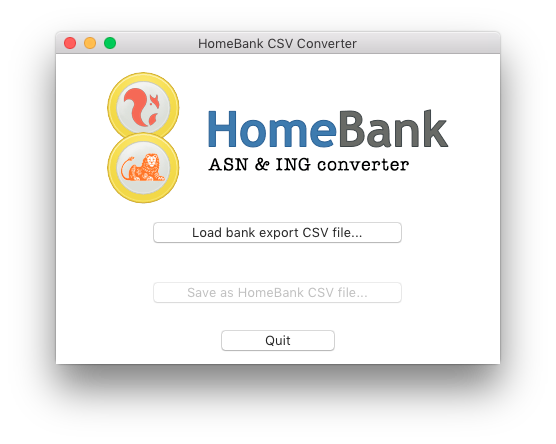 HomeBank CSV Converter
HomeBank
ASN & ING converter
Load bank export CSV file...
Save as HomeBank CSV file...
Quit